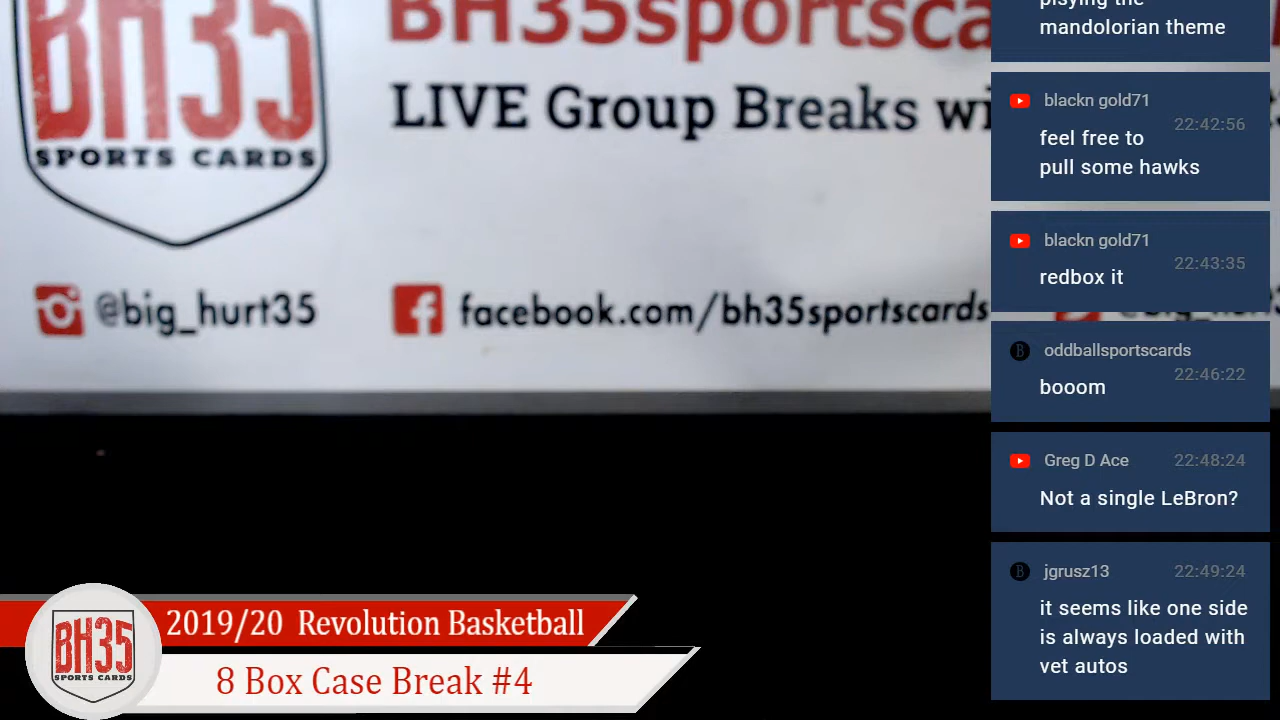 BH35
SPORTS CARDS
BH35sportsca
LIVE Group Breaks wi
@big_hurt35
facebook.com/bh35sportscards
mandolorian theme
blackn gold71
22:42:56
feel free to
pull some hawks
blackn gold71
22:43:35
redbox it
oddballsportscards
22:46:22
booom
Greg D Ace
22:48:24
Not a single LeBron?
jgrusz13
22:49:24
it seems like one side
is always loaded with
vet autos
BH35
SPORTS CARDS
2019/20 Revolution Basketball
8 Box Case Break #4